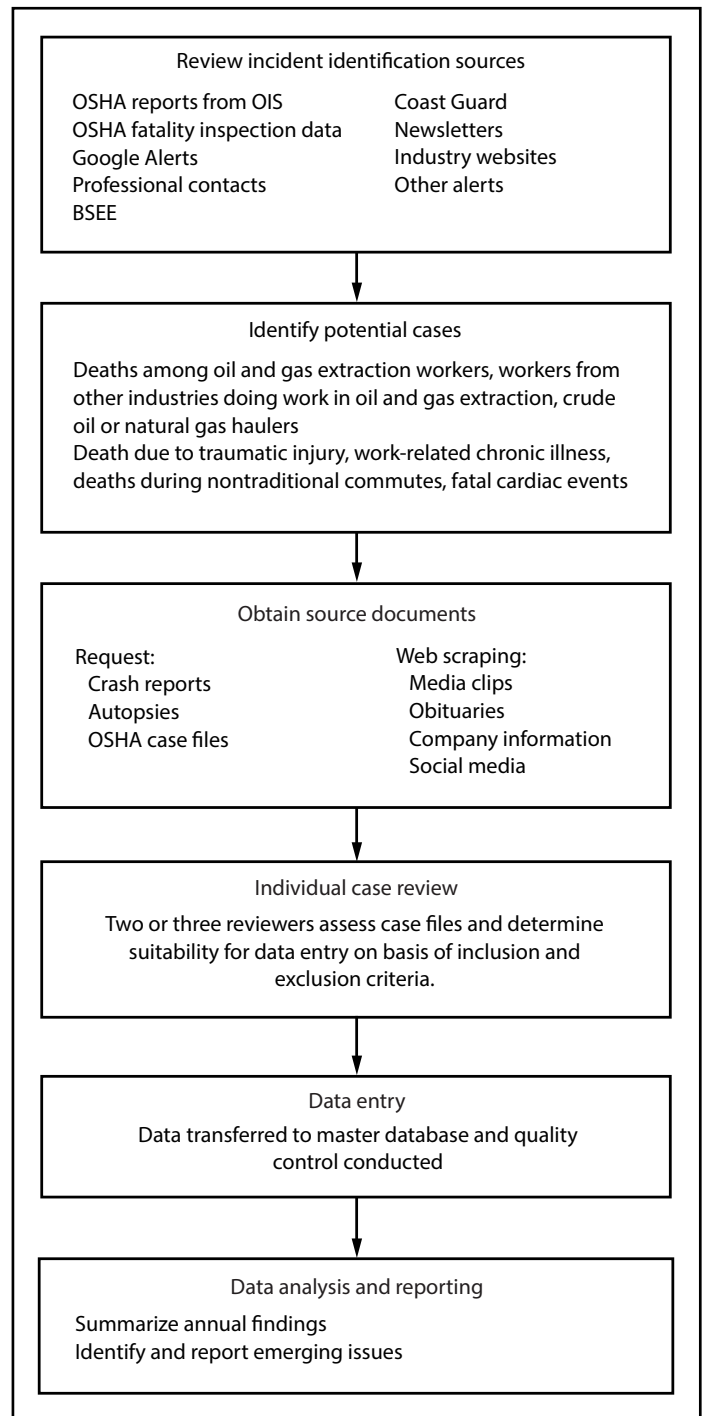 Review incident identification sources
OSHA reports from OIS
OSHA fatality inspection data
Google Alerts
Professional contacts
BSEE
Coast Guard
Newsletters
Industry websites
Other alerts
Identify potential cases
Deaths among oil and gas extraction workers, workers from
other industries doing work in oil and gas extraction, crude
oil or natural gas haulers
Death due to traumatic injury, work-related chronic illness,
deaths during nontraditional commutes, fatal cardiac events
Obtain source documents
Request:
Crash reports
Autopsies
OSHA case files
Web scraping:
Media clips
Obituaries
Company information
Social media
Individual case review
Two or three reviewers assess case files and determine
suitability for data entry on basis of inclusion and
exclusion criteria.
Data entry
Data transferred to master database and quality
control conducted
Data analysis and reporting
Summarize annual findings
Identify and report emerging issues